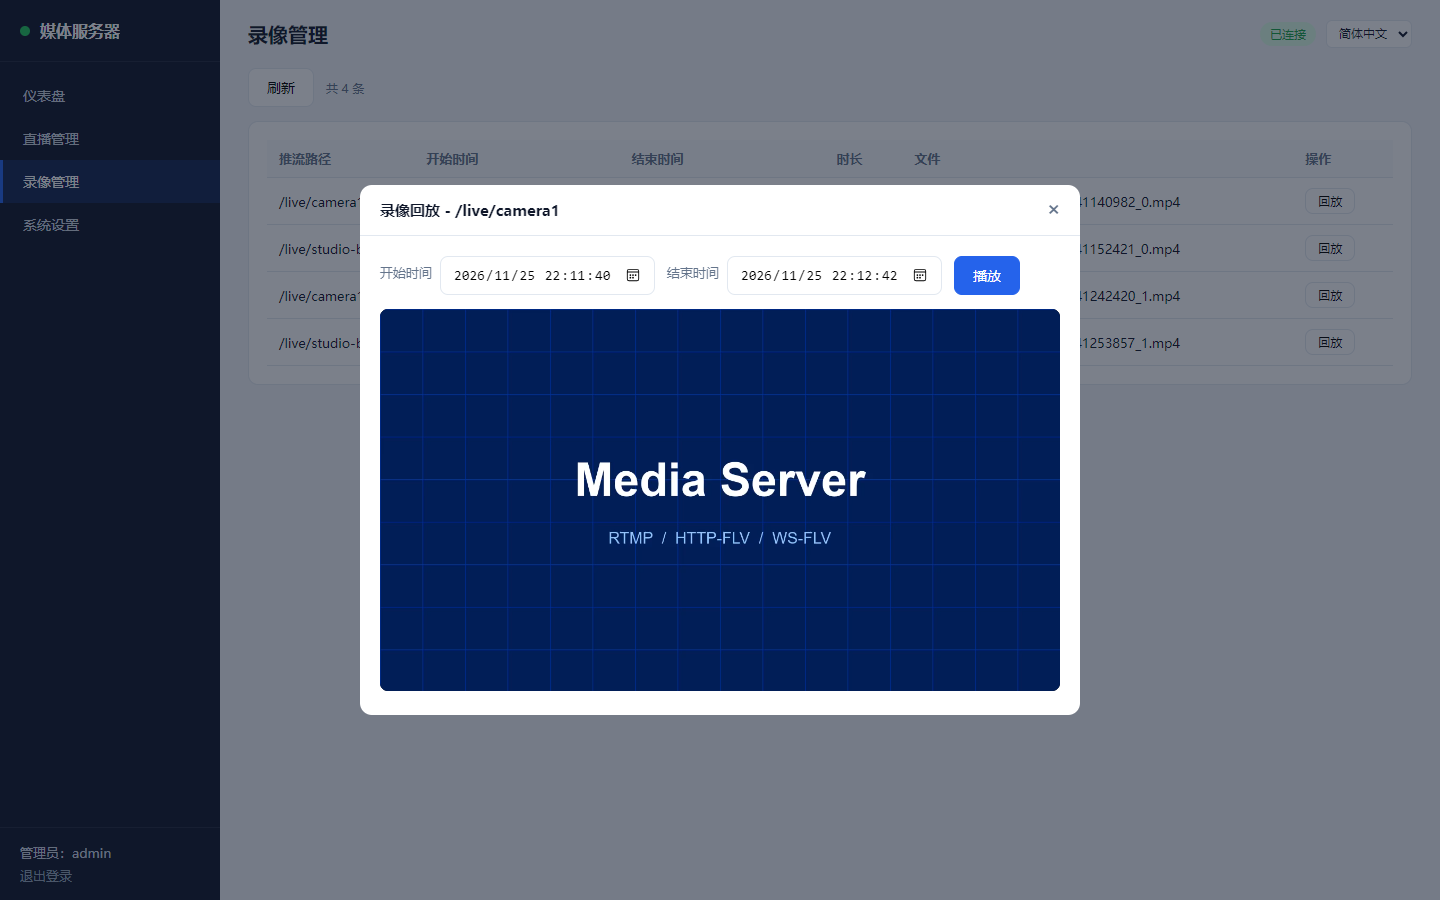 媒体服务器
仪表盘
直播管理
录像管理
系统设置
管理员：admin
退出登录
录像管理
已连接
简体中文
刷新
共 4 条
推流路径 开始时间 结束时间 时长 文件 操作
/live/camera1 41140982_0.mp4 回放
/live/studio-b 41152421_0.mp4 回放
/live/camera1 41242420_1.mp4 回放
/live/studio-b 41253857_1.mp4 回放
录像回放 - /live/camera1
×
开始时间 2026/11/25 22:11:40 结束时间 2026/11/25 22:12:42 播放
Media Server
RTMP / HTTP-FLV / WS-FLV